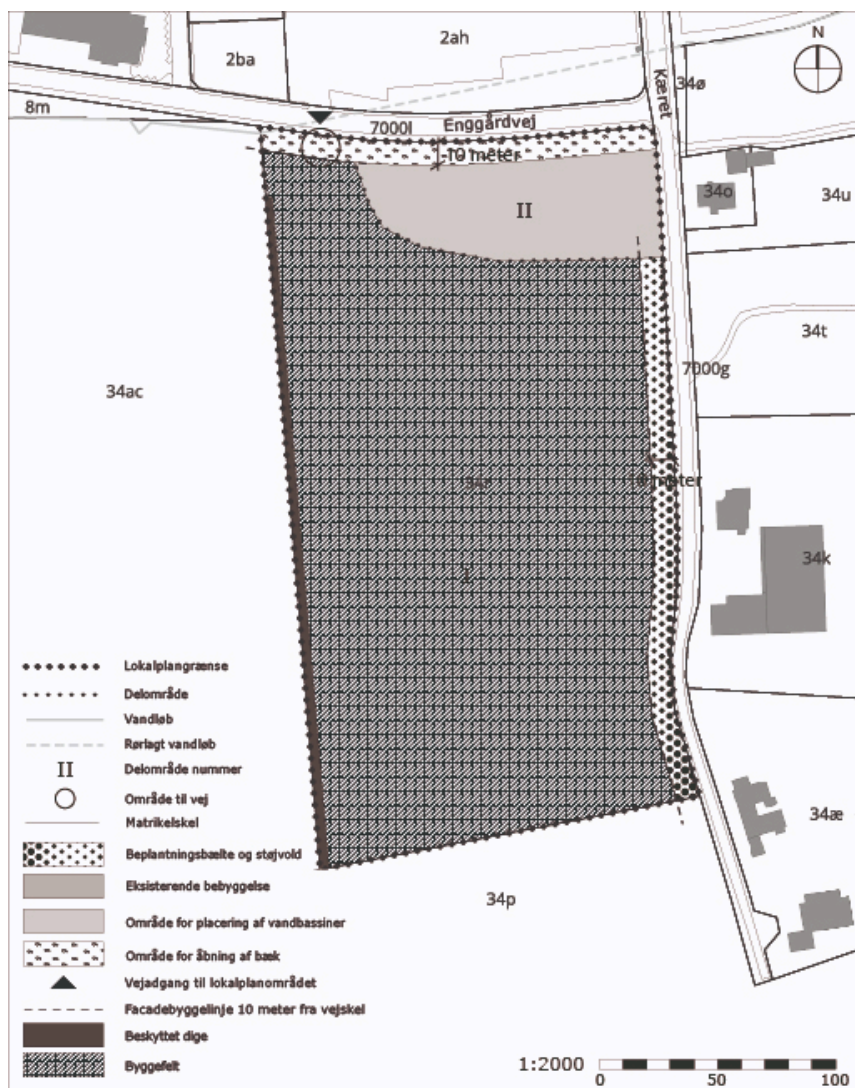 2ah
N
2ba
Kæret
34ø
8m
7000l
Enggårdvej
10 meter
34o
34u
II
34t
7000g
34ac
10 meter
34k
I
Lokalplangrænse
Delområde
Vandløb
Rørlagt vandløb
II Delområde nummer
Område til vej
Matrikelskel
34æ
Beplantningsbælte og støjvold
Eksisterende bebyggelse
34p
Område for placering af vandbassiner
Område for åbning af bæk
Vejadgang til lokalplanområdet
Facadebyggelinje 10 meter fra vejskel
Beskyttet dige
Byggefelt
1:2000
0 50 100